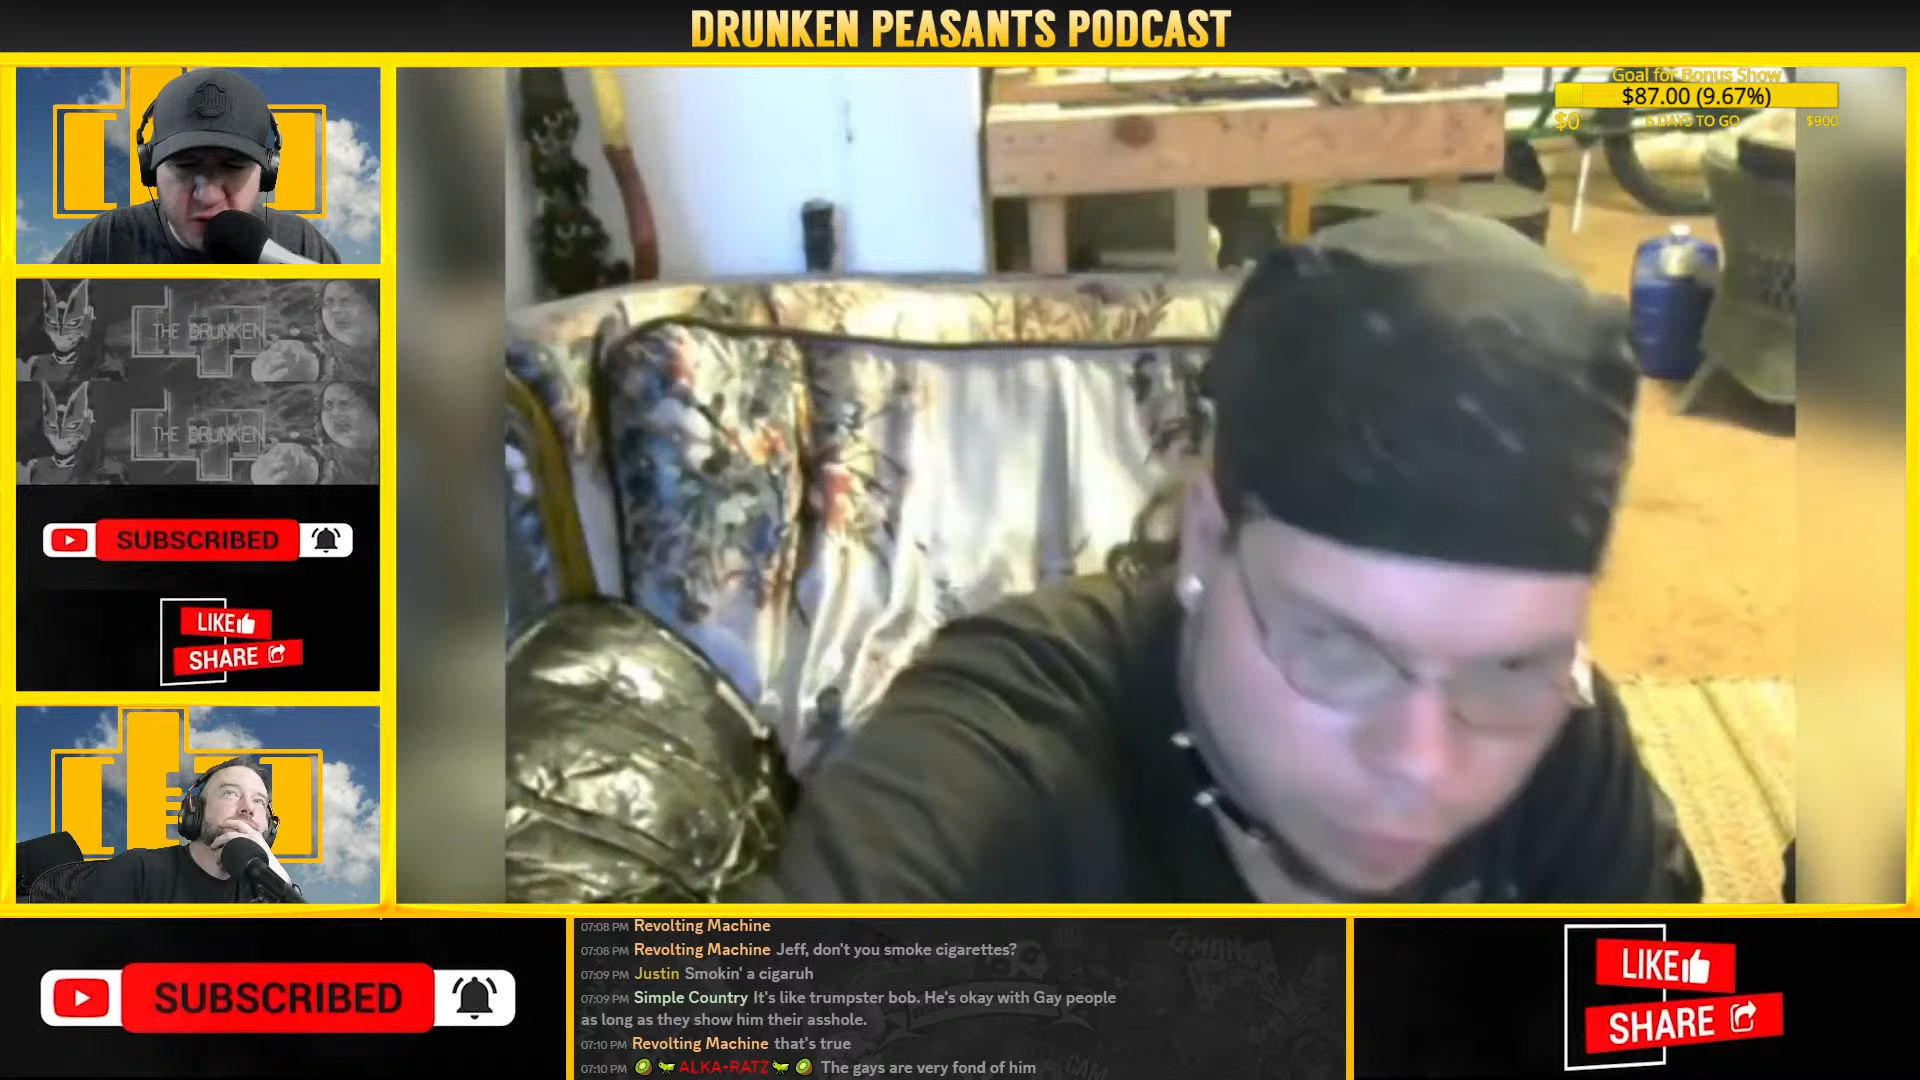 DRUNKEN PEASANTS PODCAST
Goal for Bonus Show
$87.00 (9.67%)
$0
6 DAYS TO GO
$900
THE DRUNKEN
THE DRUNKEN
SUBSCRIBED
LIKE
SHARE
07:08 PM Revolting Machine
07:08 PM Revolting Machine Jeff, don't you smoke cigarettes?
07:09 PM Justin Smokin' a cigaruh
07:09 PM Simple Country It's like trumpster bob. He's okay with Gay people
as long as they show him their asshole.
07:10 PM Revolting Machine that's true
07:10 PM ALKA-RATZ The gays are very fond of him
SUBSCRIBED
LIKE
SHARE
GMAN
CAM